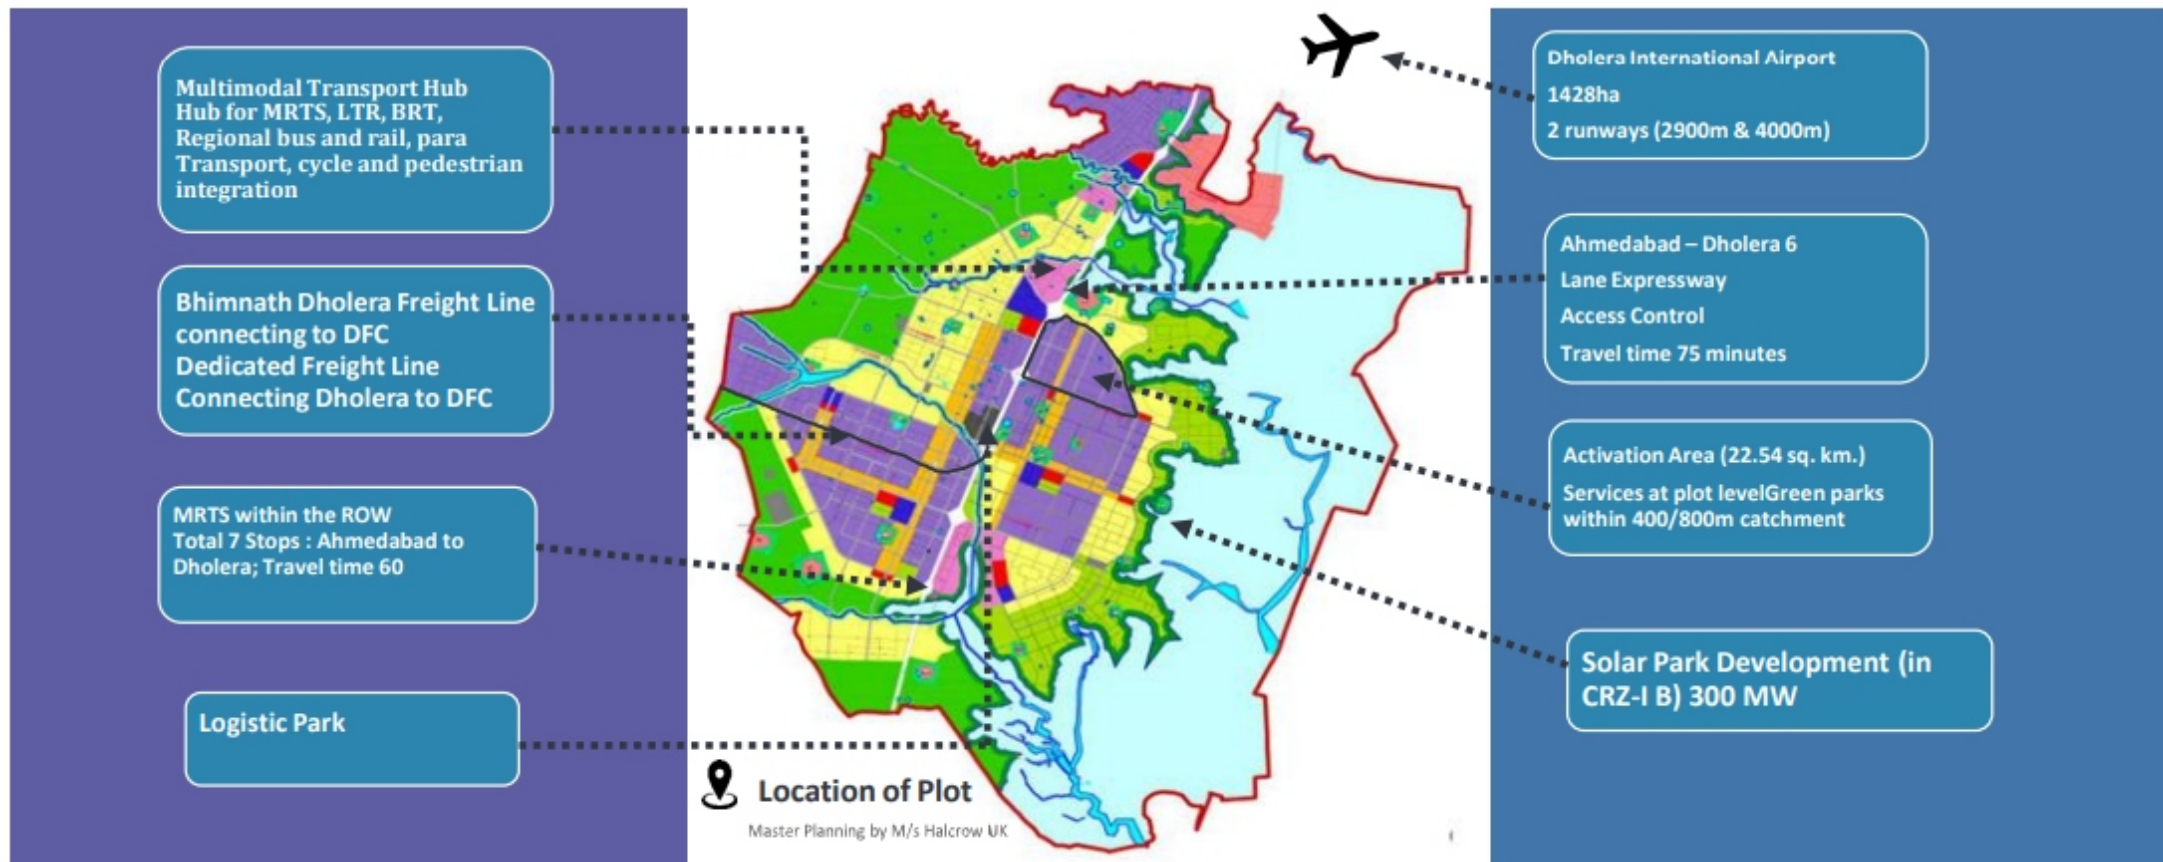 Multimodal Transport Hub
Hub for MRTS, LTR, BRT,
Regional bus and rail, para
Transport, cycle and pedestrian
integration
Bhimnath Dholera Freight Line
connecting to DFC
Dedicated Freight Line
Connecting Dholera to DFC
MRTS within the ROW
Total 7 Stops : Ahmedabad to
Dholera; Travel time 60
Logistic Park
Location of Plot
Master Planning by M/s Halcrow UK
Dholera International Airport
1428ha
2 runways (2900m & 4000m)
Ahmedabad – Dholera 6
Lane Expressway
Access Control
Travel time 75 minutes
Activation Area (22.54 sq. km.)
Services at plot levelGreen parks
within 400/800m catchment
Solar Park Development (in
CRZ-I B) 300 MW